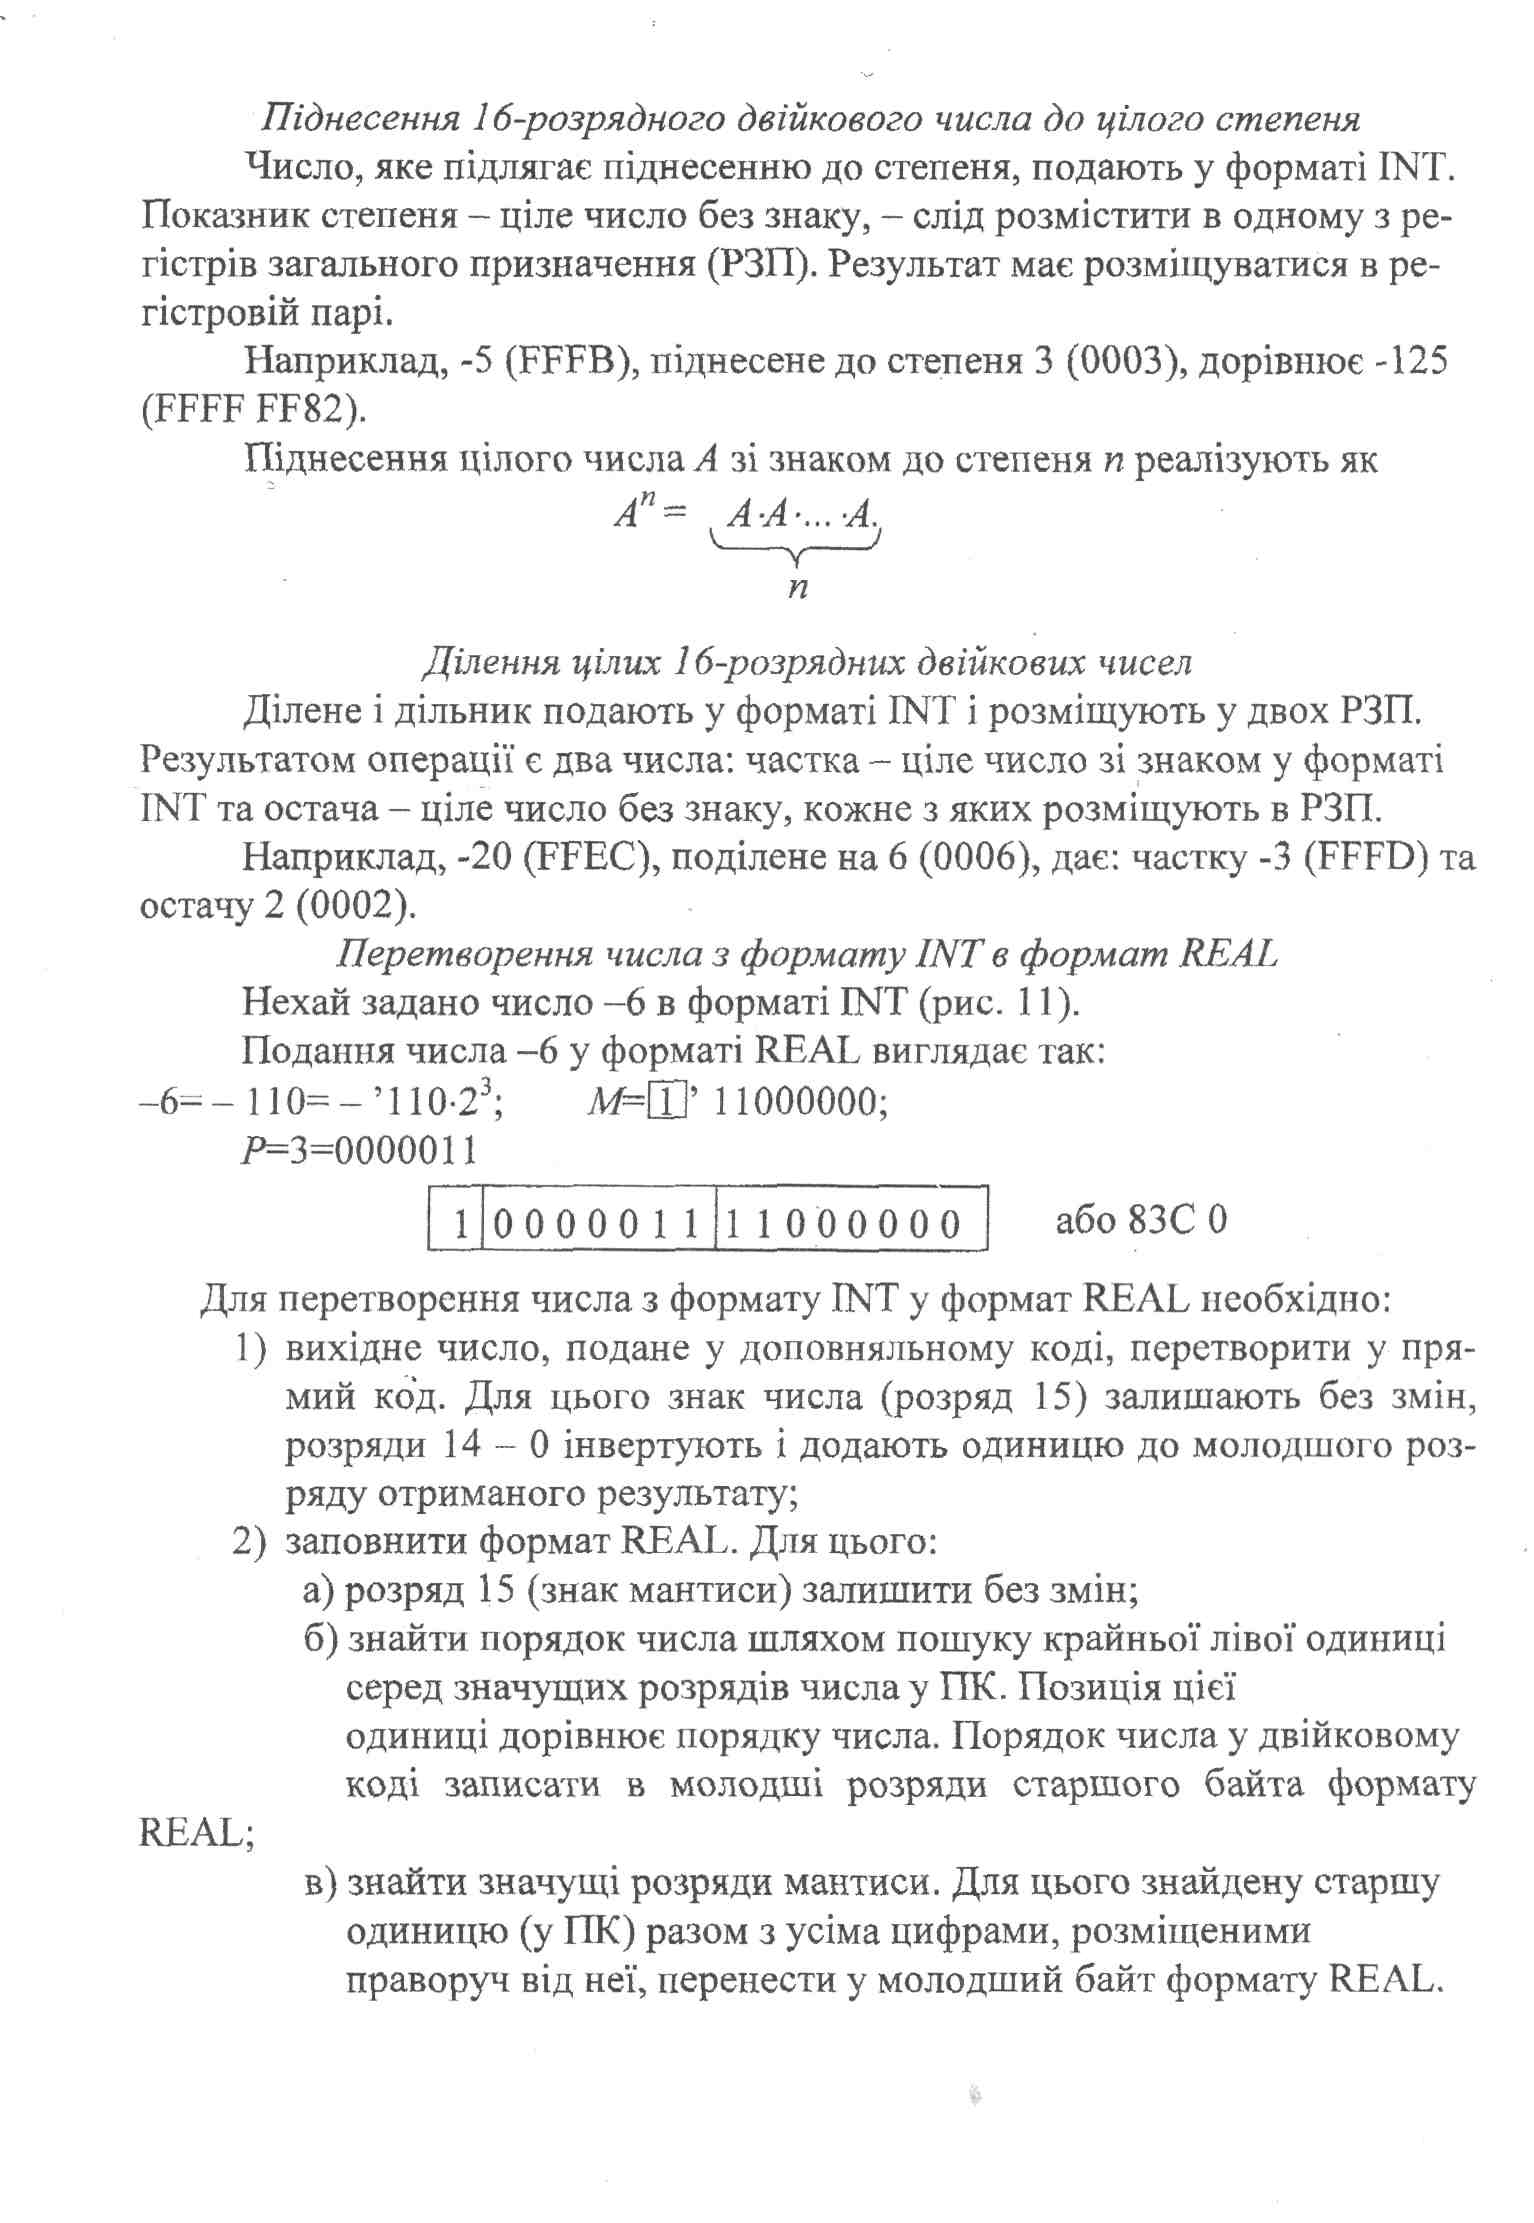 Піднесення 16-розрядного двійкового числа до цілого степеня
Число, яке підлягає піднесенню до степеня, подають у форматі INT.
Показник степеня – ціле число без знаку, – слід розмістити в одному з ре-
гістрів загального призначення (РЗП). Результат має розміщуватися в ре-
гістровій парі.
Наприклад, -5 (FFFB), піднесене до степеня 3 (0003), дорівнює -125
(FFFF FF82).
Піднесення цілого числа A зі знаком до степеня n реалізують як
Aⁿ = A·A·... ·A.
n
Ділення цілих 16-розрядних двійкових чисел
Ділене і дільник подають у форматі INT і розміщують у двох РЗП.
Результатом операції є два числа: частка – ціле число зі знаком у форматі
INT та остача – ціле число без знаку, кожне з яких розміщують в РЗП.
Наприклад, -20 (FFEC), поділене на 6 (0006), дає: частку -3 (FFFD) та
остачу 2 (0002).
Перетворення числа з формату INT в формат REAL
Нехай задано число –6 в форматі INT (рис. 11).
Подання числа –6 у форматі REAL виглядає так:
–6= – 110= – ’110·2³; M=1’ 11000000;
P=3=0000011
1 0 0 0 0 0 1 1 1 1 0 0 0 0 0 0 або 83C 0
Для перетворення числа з формату INT у формат REAL необхідно:
1) вихідне число, подане у доповняльному коді, перетворити у пря-
мий код. Для цього знак числа (розряд 15) залишають без змін,
розряди 14 – 0 інвертують і додають одиницю до молодшого роз-
ряду отриманого результату;
2) заповнити формат REAL. Для цього:
а) розряд 15 (знак мантиси) залишити без змін;
б) знайти порядок числа шляхом пошуку крайньої лівої одиниці
серед значущих розрядів числа у ПК. Позиція цієї
одиниці дорівнює порядку числа. Порядок числа у двійковому
коді записати в молодші розряди старшого байта формату
REAL;
в) знайти значущі розряди мантиси. Для цього знайдену старшу
одиницю (у ПК) разом з усіма цифрами, розміщеними
праворуч від неї, перенести у молодший байт формату REAL.